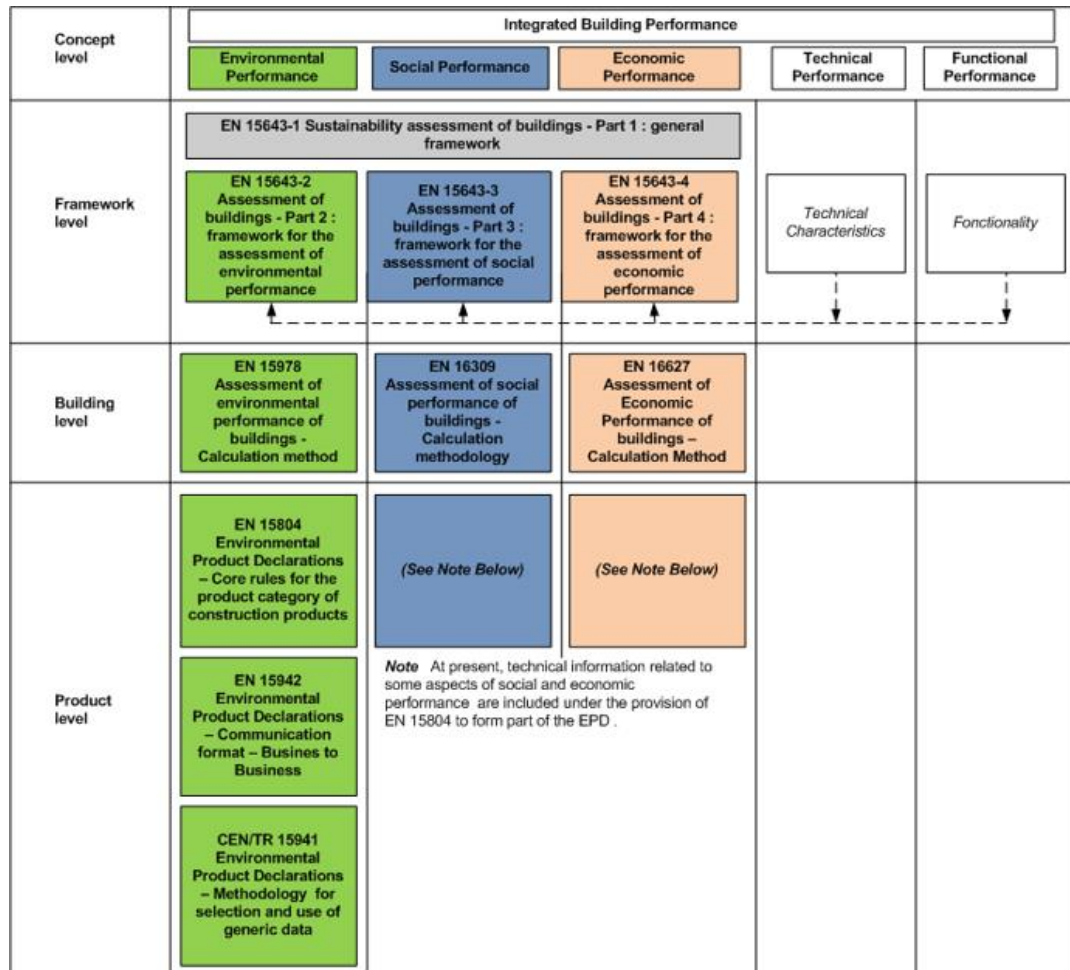 Concept
level
Integrated Building Performance
Environmental
Performance
Social Performance
Economic
Performance
Technical
Performance
Functional
Performance
Framework
level
EN 15643-1 Sustainability assessment of buildings - Part 1 : general
framework
EN 15643-2
Assessment of
buildings - Part 2 :
framework for the
assessment of
environmental
performance
EN 15643-3
Assessment of
buildings - Part 3 :
framework for the
assessment of social
performance
EN 15643-4
Assessment of
buildings - Part 4 :
framework for the
assessment of
economic
performance
Technical
Characteristics
Fonctionality
Building
level
EN 15978
Assessment of
environmental
performance of
buildings -
Calculation method
EN 16309
Assessment of social
performance of
buildings -
Calculation
methodology
EN 16627
Assessment of
Economic
Performance of
buildings –
Calculation Method
Product
level
EN 15804
Environmental
Product Declarations
– Core rules for the
product category of
construction products
(See Note Below)
(See Note Below)
Note At present, technical information related to
some aspects of social and economic
performance are included under the provision of
EN 15804 to form part of the EPD .
EN 15942
Environmental
Product Declarations
– Communication
format – Busines to
Business
CEN/TR 15941
Environmental
Product Declarations
– Methodology for
selection and use of
generic data